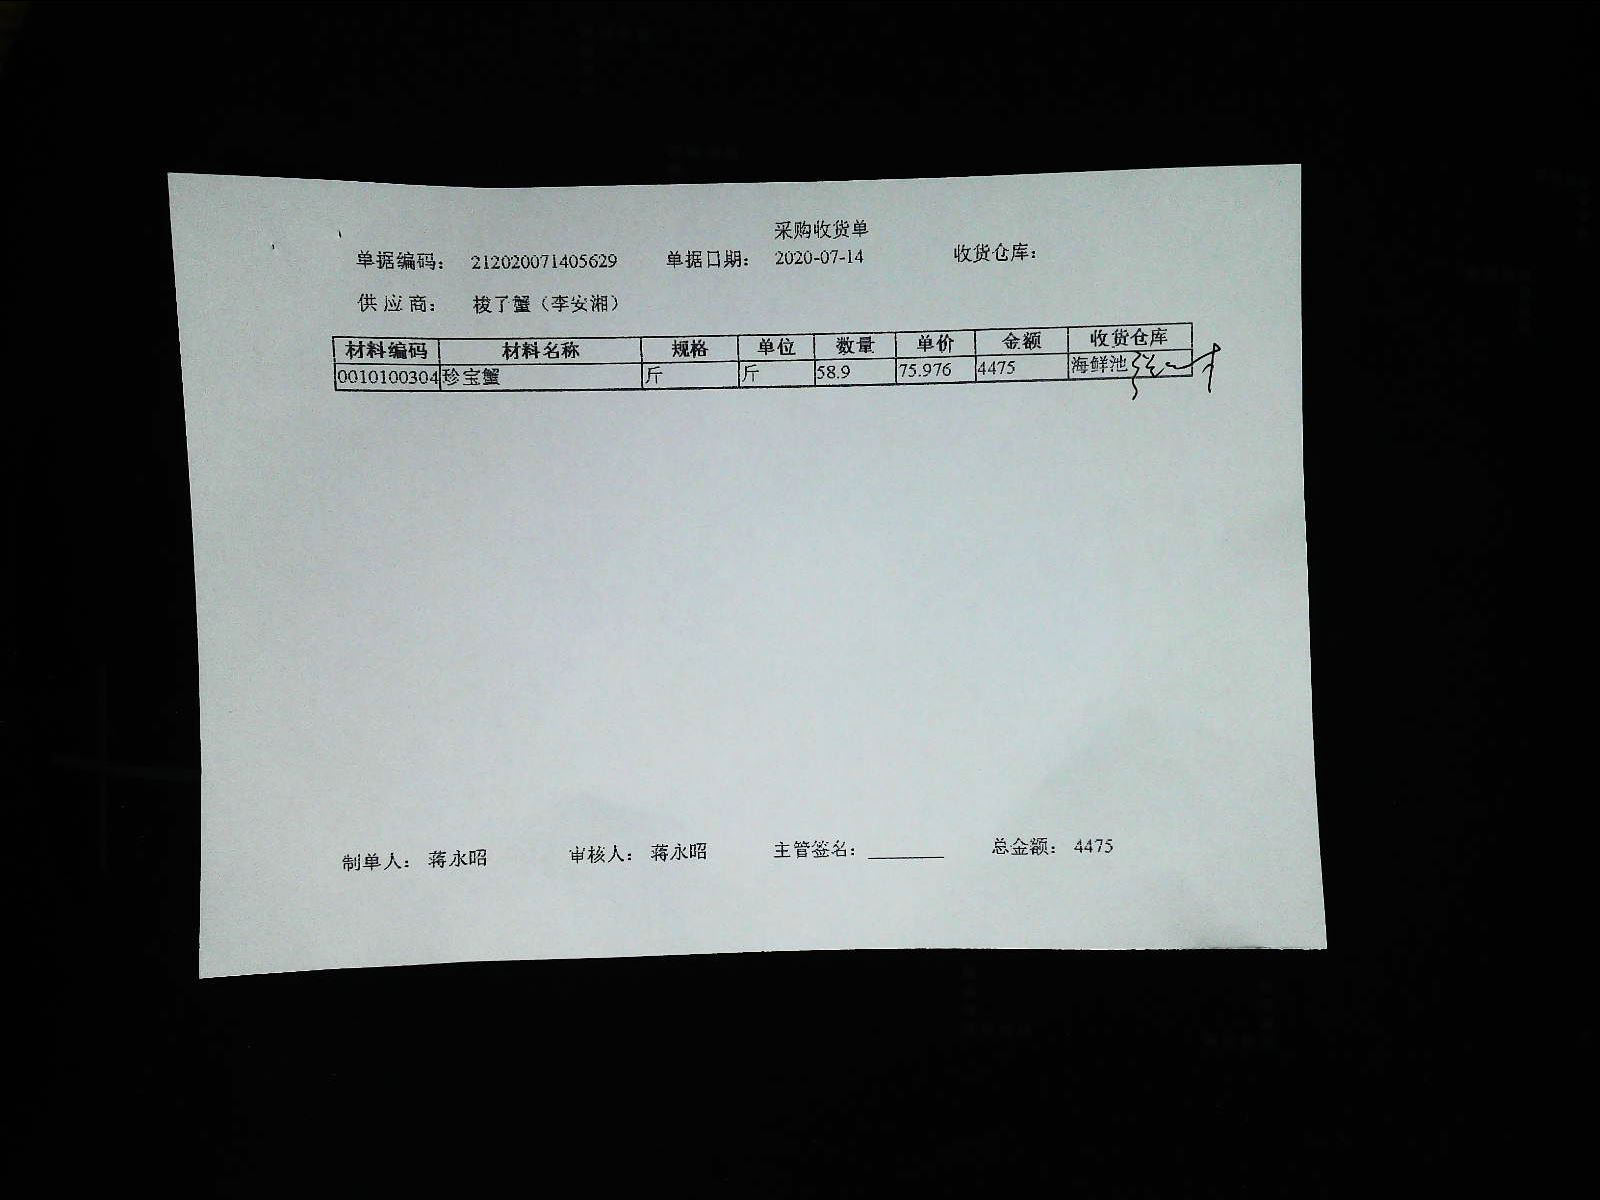 采购收货单
单据编码： 212020071405629 单据日期： 2020-07-14 收货仓库：
供应商： 梭了蟹（李安湘）
材料编码 材料名称 规格 单位 数量 单价 金额 收货仓库
0010100304 珍宝蟹 斤 斤 58.9 75.976 4475 海鲜池
制单人： 蒋永昭 审核人： 蒋永昭 主管签名： 总金额： 4475